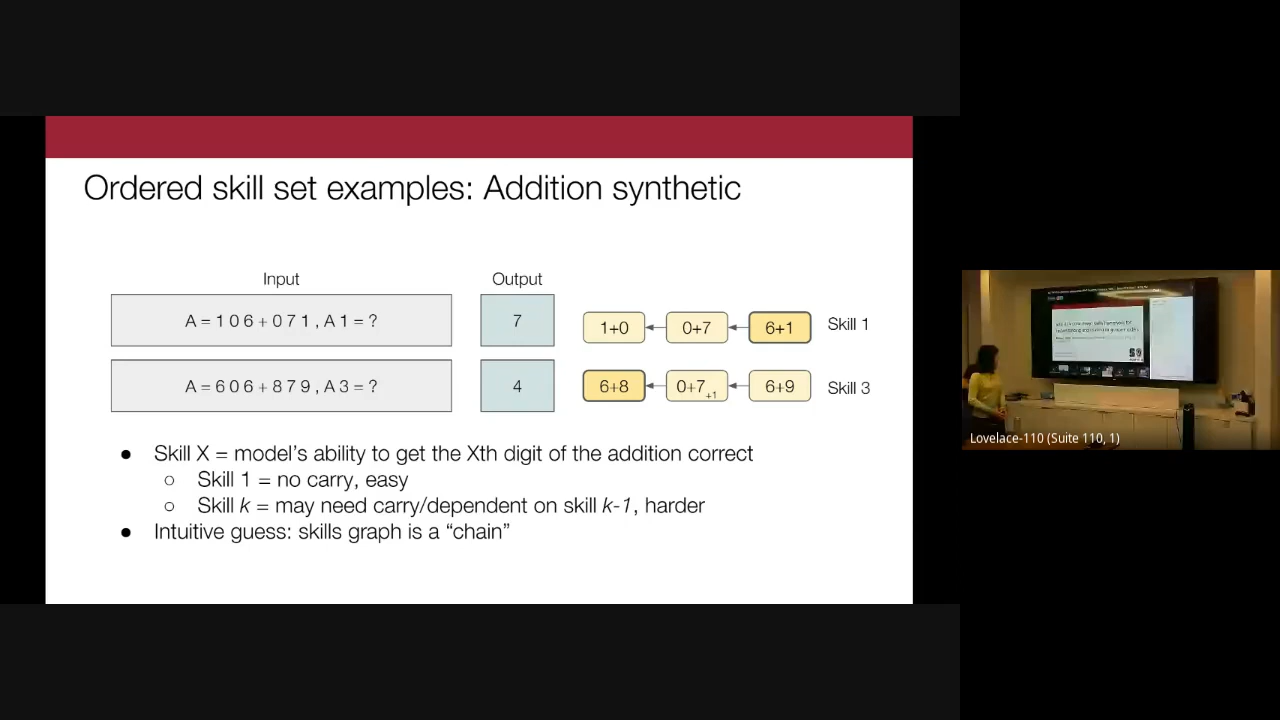 Ordered skill set examples: Addition synthetic
Input Output
A = 1 0 6 + 0 7 1 , A 1 = ? 7 1+0 0+7 6+1 Skill 1
A = 6 0 6 + 8 7 9 , A 3 = ? 4 6+8 0+7 +1 6+9 Skill 3
● Skill X = model's ability to get the Xth digit of the addition correct
○ Skill 1 = no carry, easy
○ Skill k = may need carry/dependent on skill k-1, harder
● Intuitive guess: skills graph is a “chain”
Lovelace-110 (Suite 110, 1)